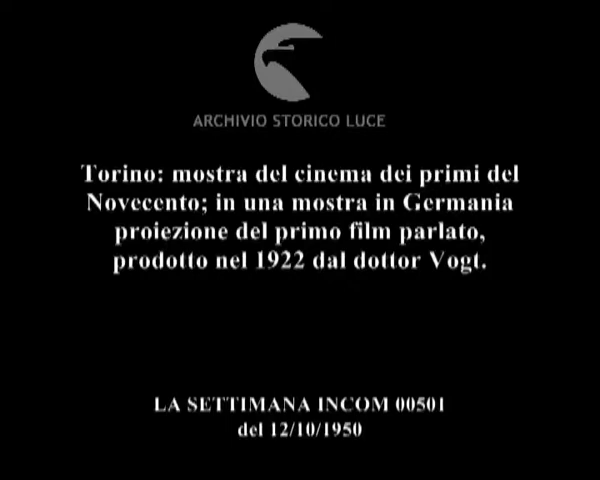 ARCHIVIO STORICO LUCE
Torino: mostra del cinema dei primi del
Novecento; in una mostra in Germania
proiezione del primo film parlato,
prodotto nel 1922 dal dottor Vogt.
LA SETTIMANA INCOM 00501
del 12/10/1950